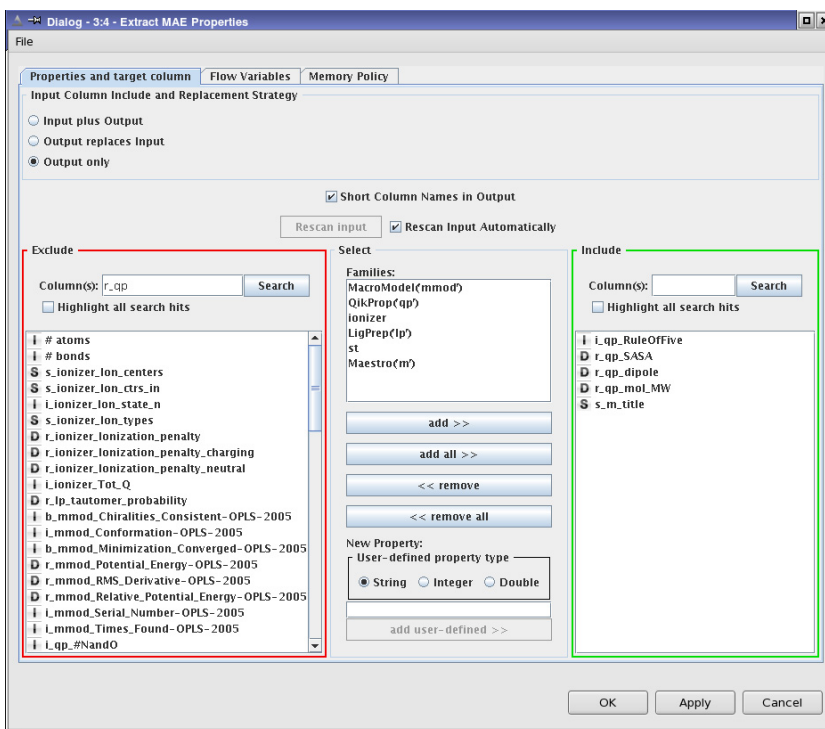 Dialog - 3:4 - Extract MAE Properties
File
Properties and target column Flow Variables Memory Policy
Input Column Include and Replacement Strategy
Input plus Output
Output replaces Input
Output only
Short Column Names in Output
Rescan input Rescan Input Automatically
Exclude
Column(s): r_qp Search
Highlight all search hits
I # atoms
I # bonds
S s_ionizer_Ion_centers
S s_ionizer_Ion_ctrs_in
I i_ionizer_Ion_state_n
S s_ionizer_Ion_types
D r_ionizer_Ionization_penalty
D r_ionizer_Ionization_penalty_charging
D r_ionizer_Ionization_penalty_neutral
I i_ionizer_Tot_Q
D r_lp_tautomer_probability
I b_mmod_Chiralities_Consistent-OPLS-2005
I i_mmod_Conformation-OPLS-2005
I b_mmod_Minimization_Converged-OPLS-2005
D r_mmod_Potential_Energy-OPLS-2005
D r_mmod_RMS_Derivative-OPLS-2005
D r_mmod_Relative_Potential_Energy-OPLS-2005
I i_mmod_Serial_Number-OPLS-2005
I i_mmod_Times_Found-OPLS-2005
I i_qp_#NandO
Select
Families:
MacroModel('mmod')
QikProp('qp')
ionizer
LigPrep('lp')
st
Maestro('m')
add >>
add all >>
<< remove
<< remove all
New Property:
User-defined property type
String Integer Double
add user-defined >>
Include
Column(s): Search
Highlight all search hits
I i_qp_RuleOfFive
D r_qp_SASA
D r_qp_dipole
D r_qp_mol_MW
S s_m_title
OK Apply Cancel